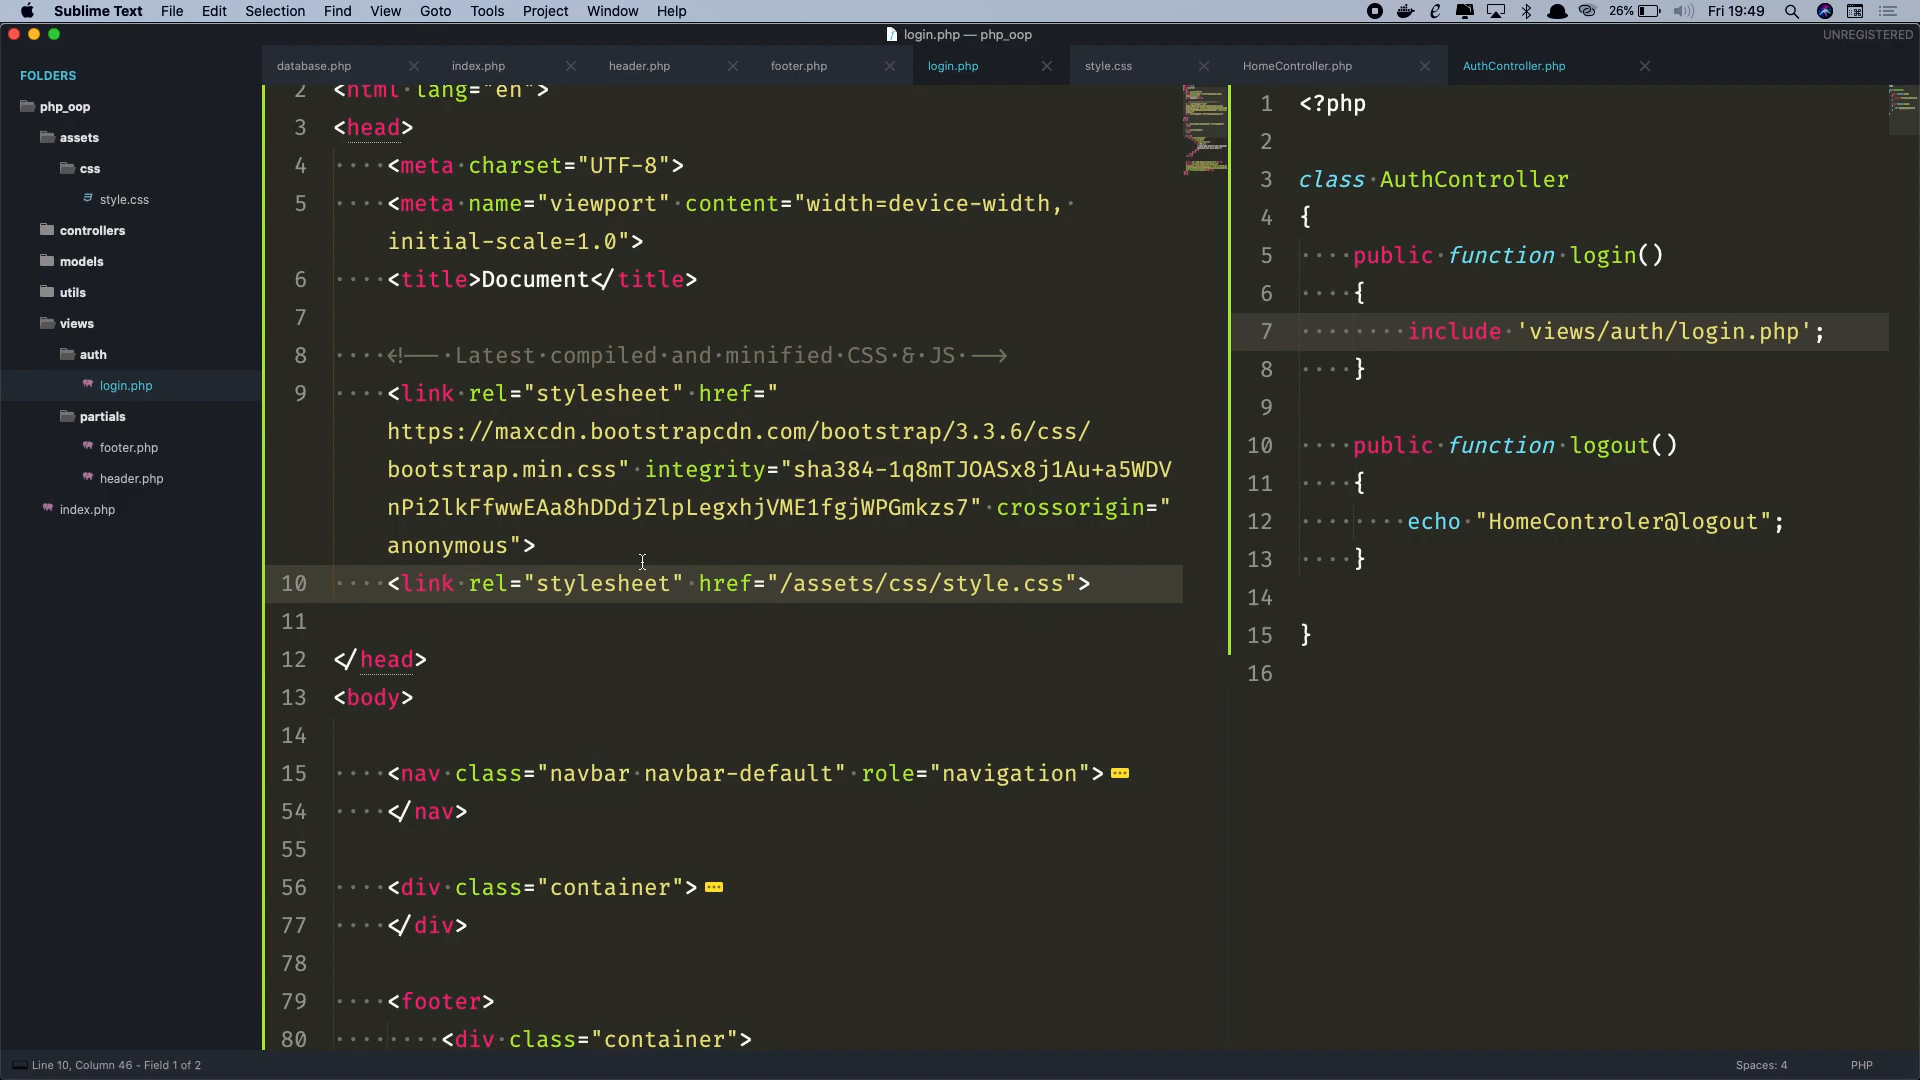 Sublime Text File Edit Selection Find View Goto Tools Project Window Help 26% Fri 19:49
login.php — php_oop UNREGISTERED
FOLDERS
php_oop
assets
css
style.css
controllers
models
utils
views
auth
login.php
partials
footer.php
header.php
index.php
database.php index.php header.php footer.php login.php style.css HomeController.php AuthController.php
2 <html lang="en">
3 <head>
4 <meta charset="UTF-8">
5 <meta name="viewport" content="width=device-width,
initial-scale=1.0">
6 <title>Document</title>
7
8 <!-- Latest compiled and minified CSS & JS -->
9 <link rel="stylesheet" href="
https://maxcdn.bootstrapcdn.com/bootstrap/3.3.6/css/
bootstrap.min.css" integrity="sha384-1q8mTJOASx8j1Au+a5WDV
nPi2lkFfwwEAa8hDDdjZlpLegxhjVME1fgjWPGmkzs7" crossorigin="
anonymous">
10 <link rel="stylesheet" href="/assets/css/style.css">
11
12 </head>
13 <body>
14
15 <nav class="navbar navbar-default" role="navigation">
54 </nav>
55
56 <div class="container">
77 </div>
78
79 <footer>
80 <div class="container">
1 <?php
2
3 class AuthController
4 {
5 public function login()
6 {
7 include 'views/auth/login.php';
8 }
9
10 public function logout()
11 {
12 echo "HomeControler@logout";
13 }
14
15 }
16
Line 10, Column 46 - Field 1 of 2 Spaces: 4 PHP